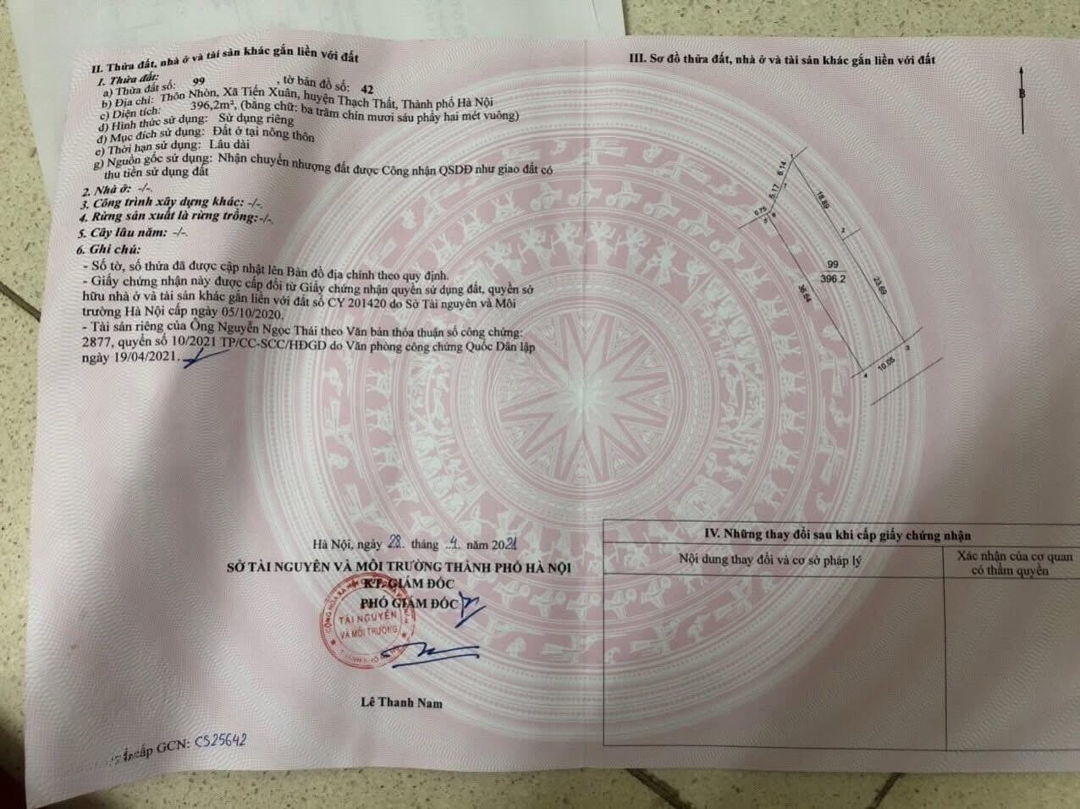 II. Thửa đất, nhà ở và tài sản khác gắn liền với đất
1. Thửa đất:
a) Thửa đất số: 99 , tờ bản đồ số: 42
b) Địa chỉ: Thôn Nhòn, Xã Tiến Xuân, huyện Thạch Thất, Thành phố Hà Nội
c) Diện tích: 396,2m², (bằng chữ: ba trăm chín mươi sáu phẩy hai mét vuông)
d) Hình thức sử dụng: Sử dụng riêng
đ) Mục đích sử dụng: Đất ở tại nông thôn
e) Thời hạn sử dụng: Lâu dài
g) Nguồn gốc sử dụng: Nhận chuyển nhượng đất được Công nhận QSDĐ như giao đất có
thu tiền sử dụng đất
2. Nhà ở: -/-.
3. Công trình xây dựng khác: -/-.
4. Rừng sản xuất là rừng trồng:-/-.
5. Cây lâu năm: -/-.
6. Ghi chú:
- Số tờ, số thửa đã được cập nhật lên Bản đồ địa chính theo quy định.
- Giấy chứng nhận này được cấp đổi từ Giấy chứng nhận quyền sử dụng đất, quyền sở
hữu nhà ở và tài sản khác gắn liền với đất số CY 201420 do Sở Tài nguyên và Môi
trường Hà Nội cấp ngày 05/10/2020.
- Tài sản riêng của Ông Nguyễn Ngọc Thái theo Văn bản thỏa thuận số công chứng:
2877, quyển số 10/2021 TP/CC-SCC/HĐGD do Văn phòng công chứng Quốc Dân lập
ngày 19/04/2021.
Hà Nội, ngày 28 tháng 4 năm 2021
SỞ TÀI NGUYÊN VÀ MÔI TRƯỜNG THÀNH PHỐ HÀ NỘI
KT. GIÁM ĐỐC
PHÓ GIÁM ĐỐC
TÀI NGUYÊN
VÀ MÔI TRƯỜNG
Lê Thanh Nam
cấp GCN: CS25642
III. Sơ đồ thửa đất, nhà ở và tài sản khác gắn liền với đất
B
1
6.14
5.17
0.75
18.89
2
99
396.2
36.64
23.69
3
10.05
4
IV. Những thay đổi sau khi cấp giấy chứng nhận
Nội dung thay đổi và cơ sở pháp lý
Xác nhận của cơ quan
có thẩm quyền